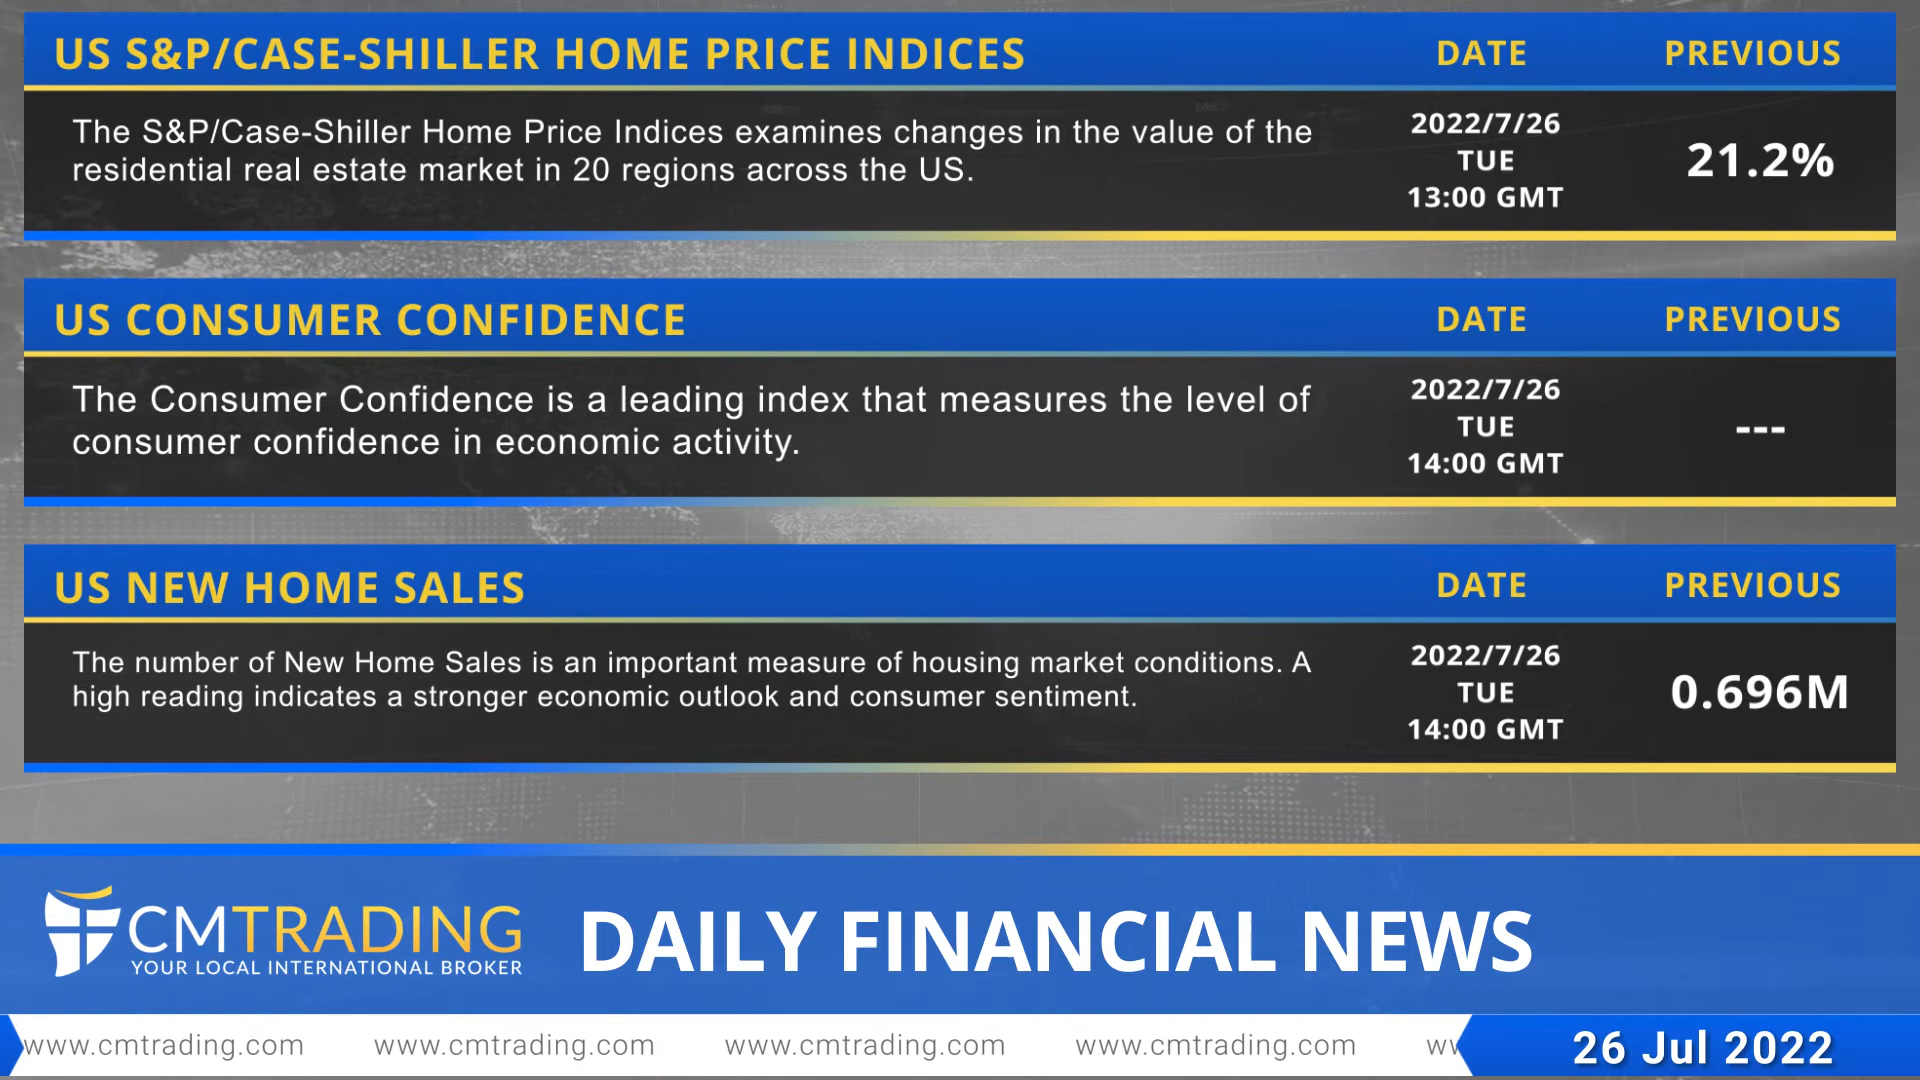 US S&P/CASE-SHILLER HOME PRICE INDICES DATE PREVIOUS
The S&P/Case-Shiller Home Price Indices examines changes in the value of the
residential real estate market in 20 regions across the US.
2022/7/26
TUE
13:00 GMT
21.2%
US CONSUMER CONFIDENCE DATE PREVIOUS
The Consumer Confidence is a leading index that measures the level of
consumer confidence in economic activity.
2022/7/26
TUE
14:00 GMT
---
US NEW HOME SALES DATE PREVIOUS
The number of New Home Sales is an important measure of housing market conditions. A
high reading indicates a stronger economic outlook and consumer sentiment.
2022/7/26
TUE
14:00 GMT
0.696M
CMTRADING
YOUR LOCAL INTERNATIONAL BROKER
DAILY FINANCIAL NEWS
www.cmtrading.com www.cmtrading.com www.cmtrading.com www.cmtrading.com ww
26 Jul 2022